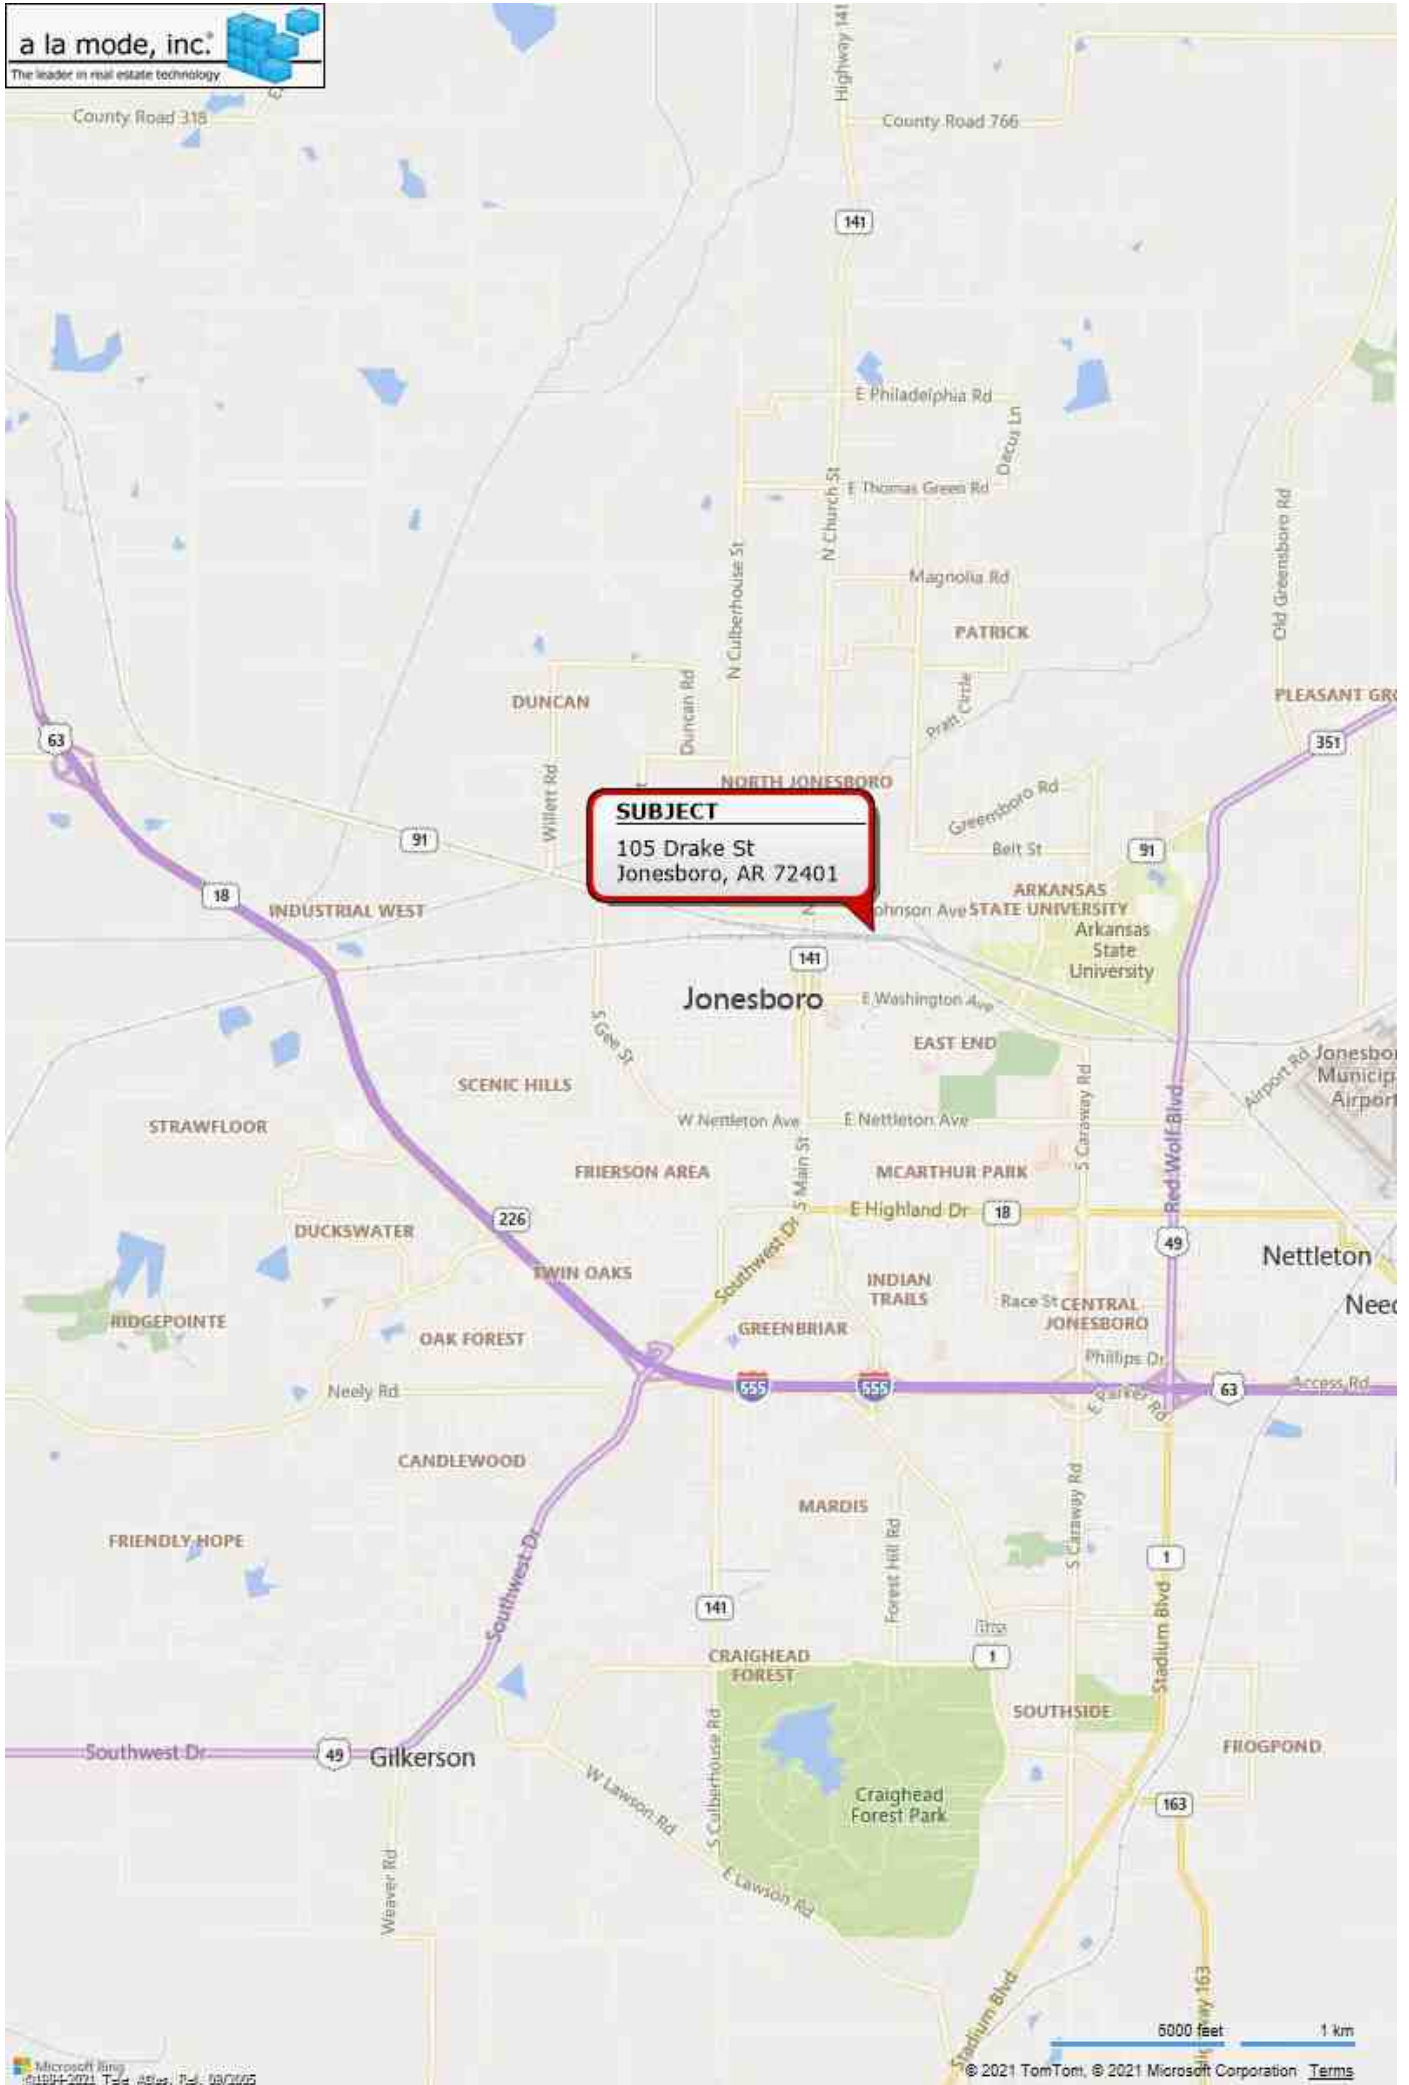 a la mode, inc.
The leader in real estate technology
Highway 141
County Road 318
County Road 766
141
E Philadelphia Rd
Dacus Ln
E Thomas Green Rd
N Church St
N Culberhouse St
Old Greensboro Rd
Magnolia Rd
PATRICK
DUNCAN
Duncan Rd
Pratt Circle
PLEASANT GRO
63
351
Willett Rd
NORTH JONESBORO
Greensboro Rd
SUBJECT
105 Drake St
Jonesboro, AR 72401
91
Belt St
91
18
INDUSTRIAL WEST
ARKANSAS
STATE UNIVERSITY
ohnson Ave
Arkansas
State
University
141
Jonesboro
E Washington Ave
S Gee St
EAST END
Airport Rd
Jonesbor
Municip
Airport
SCENIC HILLS
STRAWFLOOR
W Nettleton Ave
E Nettleton Ave
S Caraway Rd
Red Wolf Blvd
FRIERSON AREA
S Main St
MCARTHUR PARK
226
DUCKSWATER
E Highland Dr
18
49
Nettleton
TWIN OAKS
Southwest Dr
INDIAN
TRAILS
Race St
CENTRAL
JONESBORO
Need
RIDGEPOINTE
OAK FOREST
GREENBRIAR
Phillips Dr
Neely Rd
555
555
63
Access Rd
E Parker Rd
CANDLEWOOD
MARDIS
FRIENDLY HOPE
Southwest Dr
Forest Hill Rd
S Caraway Rd
1
141
Stadium Blvd
CRAIGHEAD
FOREST
1
SOUTHSIDE
S Culberhouse Rd
FROGPOND
Southwest Dr
49
Gilkerson
W Lawson Rd
Craighead
Forest Park
163
Weaver Rd
E Lawson Rd
Stadium Blvd
way 163
5000 feet
1 km
Microsoft Bing
© 2021 TomTom, © 2021 Microsoft Corporation Terms